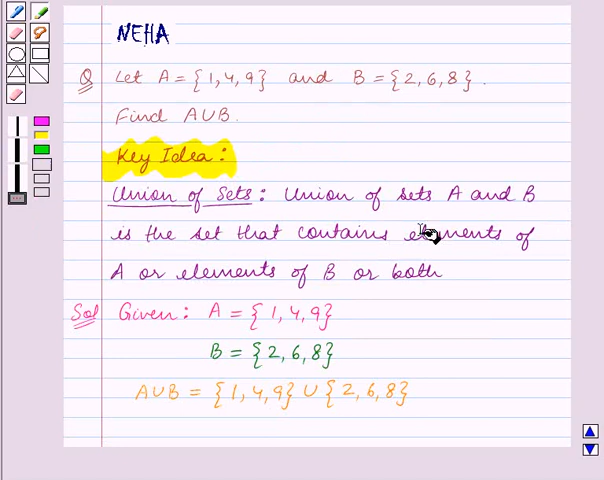 NEHA
Q Let A = {1,4,9} and B = {2,6,8}.
Find A∪B.
Key Idea:
Union of Sets: Union of sets A and B
is the set that contains elements of
A or elements of B or both
Sol Given: A = {1,4,9}
B = {2,6,8}
A∪B = {1,4,9} ∪ {2,6,8}